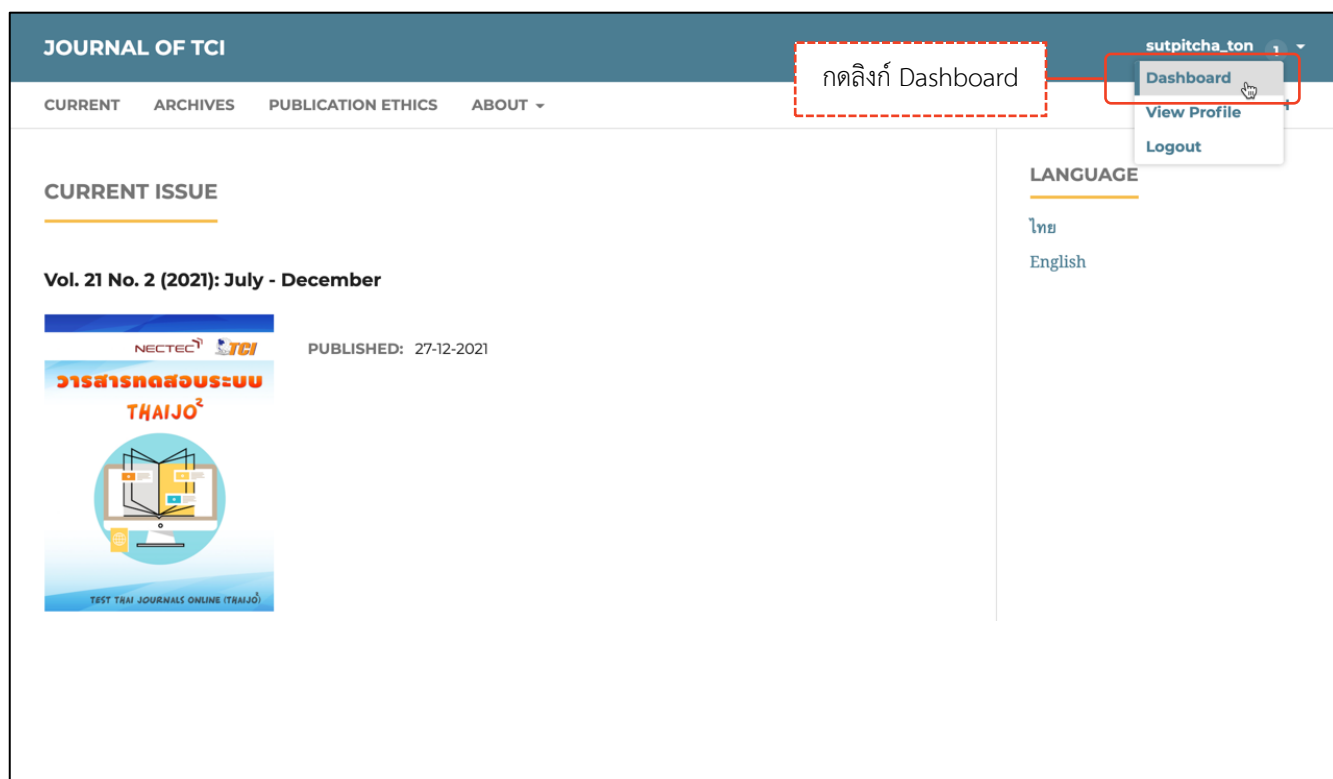 JOURNAL OF TCI
sutpitcha_ton 1
กดลิงก์ Dashboard
Dashboard
View Profile
Logout
CURRENT ARCHIVES PUBLICATION ETHICS ABOUT
CURRENT ISSUE
Vol. 21 No. 2 (2021): July - December
NECTEC TCI
วารสารทดสอบระบบ
THAIJO²
TEST THAI JOURNALS ONLINE (THAIJO²)
PUBLISHED: 27-12-2021
LANGUAGE
ไทย
English